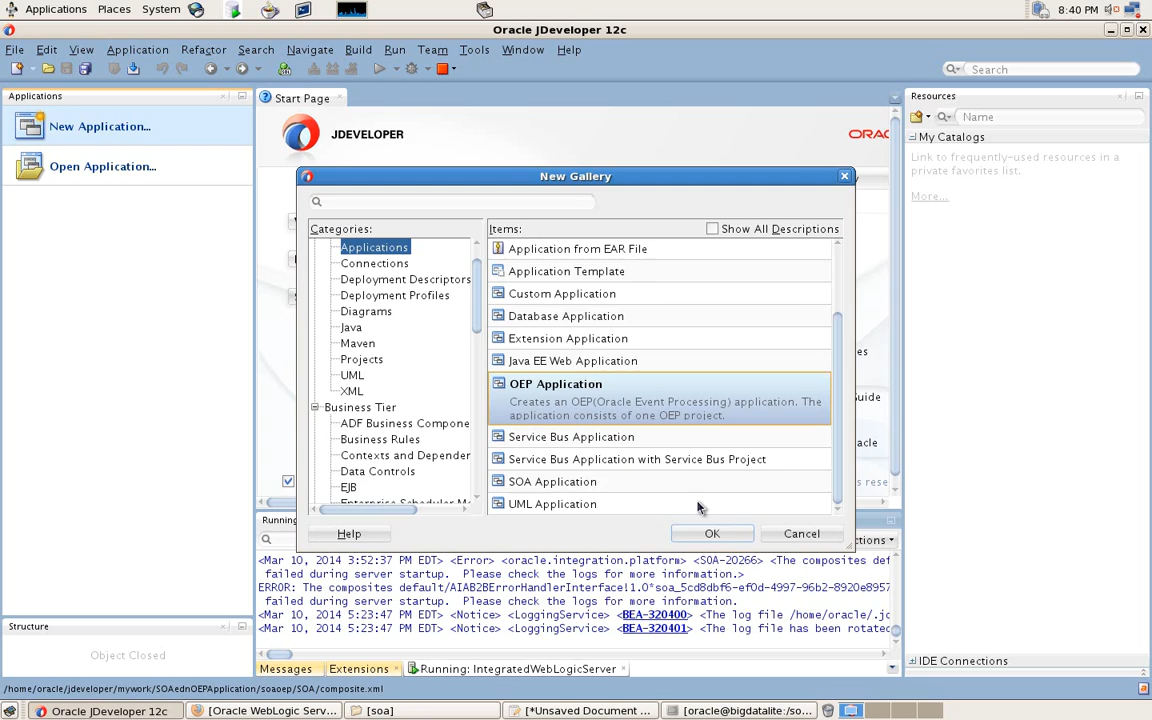 Applications Places System 8:40 PM
Oracle JDeveloper 12c
File Edit View Application Refactor Search Navigate Build Run Team Tools Window Help
Search
Applications
Start Page
Resources
New Application...
Name
JDEVELOPER
ORAC
My Catalogs
Open Application...
Link to frequently-used resources in a
private favorites list.
More...
New Gallery
Categories:
Items:
Show All Descriptions
Applications
Connections
Deployment Descriptors
Deployment Profiles
Diagrams
Java
Maven
Projects
UML
XML
Business Tier
ADF Business Compone
Business Rules
Contexts and Depender
Data Controls
EJB
Application from EAR File
Application Template
Custom Application
Database Application
Extension Application
Java EE Web Application
OEP Application
Creates an OEP(Oracle Event Processing) application. The
application consists of one OEP project.
Service Bus Application
Service Bus Application with Service Bus Project
SOA Application
UML Application
Help
OK
Cancel
es
Guide
acle
rese
Running:
ctions
<Mar 10, 2014 3:52:37 PM EDT> <Error> <oracle.integration.platform> <SOA-20266> <The composites def
failed during server startup. Please check the logs for more information.>
ERROR: The composites default/AIAB2BErrorHandlerInterface!1.0*soa_5cd8dbf6-ef0d-4997-96b2-8920e8957
failed during server startup. Please check the logs for more information.
<Mar 10, 2014 5:23:47 PM EDT> <Notice> <LoggingService> <BEA-320400> <The log file /home/oracle/.jc
<Mar 10, 2014 5:23:47 PM EDT> <Notice> <LoggingService> <BEA-320401> <The log file has been rotate
Structure
Object Closed
Messages
Extensions
Running: IntegratedWebLogicServer
IDE Connections
/home/oracle/jdeveloper/mywork/SOAednOEPApplication/soaoep/SOA/composite.xml
Oracle JDeveloper 12c
[Oracle WebLogic Serv...
[soa]
[*Unsaved Document ...
[oracle@bigdatalite:/so...